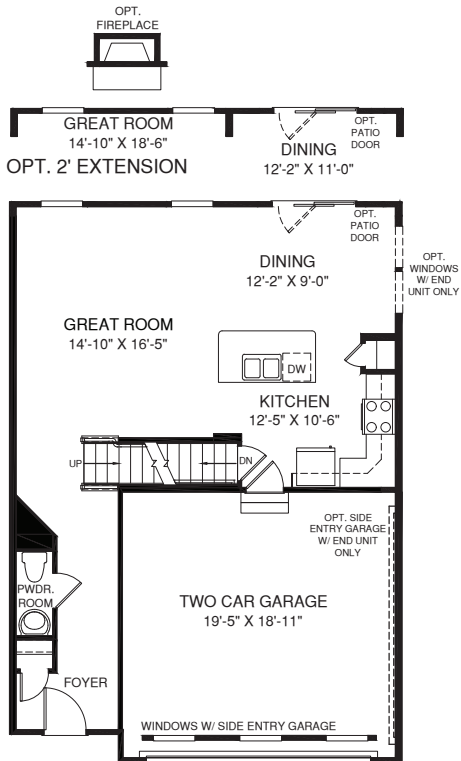 OPT.
FIREPLACE
GREAT ROOM
14'-10" X 18'-6"
OPT.
PATIO
DOOR
DINING
12'-2" X 11'-0"
OPT. 2' EXTENSION
OPT.
PATIO
DOOR
DINING
12'-2" X 9'-0"
OPT.
WINDOWS
W/ END
UNIT ONLY
GREAT ROOM
14'-10" X 16'-5"
DW
KITCHEN
12'-5" X 10'-6"
UP
DN
OPT. SIDE
ENTRY GARAGE
W/ END UNIT
ONLY
PWDR.
ROOM
TWO CAR GARAGE
19'-5" X 18'-11"
FOYER
WINDOWS W/ SIDE ENTRY GARAGE